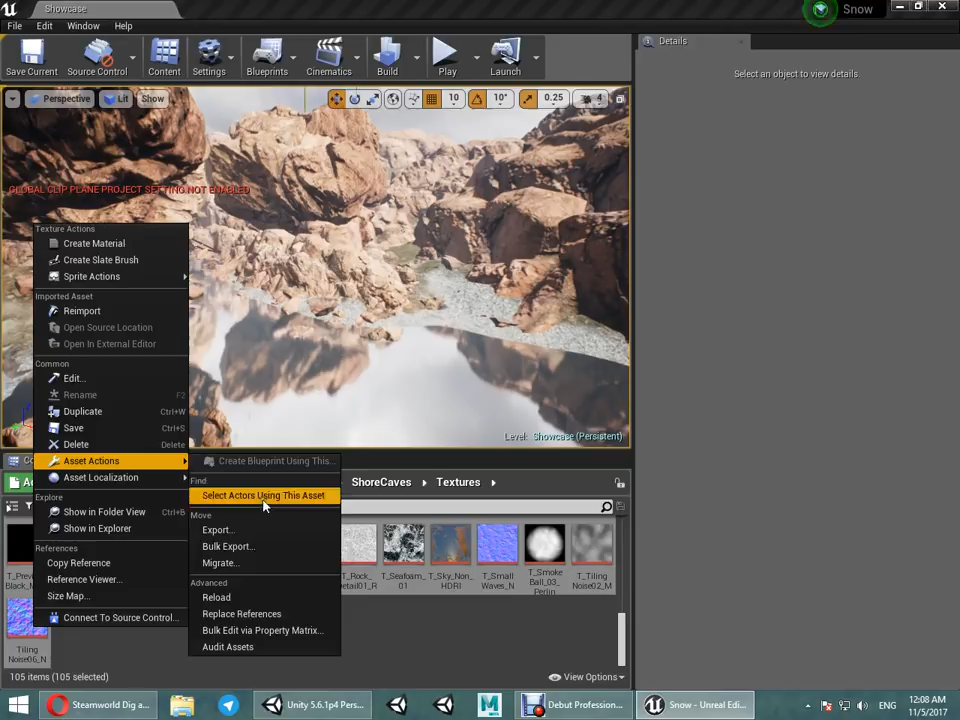 Showcase
Snow
File Edit Window Help
Save Current Source Control Content Settings Blueprints Cinematics Build Play Launch
Details
Select an object to view details
Perspective Lit Show 10 10° 0.25 4
GLOBAL CLIP PLANE PROJECT SETTING NOT ENABLED
Texture Actions
Create Material
Create Slate Brush
Sprite Actions
Imported Asset
Reimport
Open Source Location
Open In External Editor
Common
Edit...
Rename F2
Duplicate Ctrl+W
Save Ctrl+S
Delete Delete
Asset Actions
Asset Localization
Explore
Show in Folder View Ctrl+B
Show in Explorer
References
Copy Reference
Reference Viewer...
Size Map...
Connect To Source Control...
Create Blueprint Using This...
Find
Select Actors Using This Asset
Move
Export...
Bulk Export...
Migrate...
Advanced
Reload
Replace References
Bulk Edit via Property Matrix...
Audit Assets
Level: Showcase (Persistent)
ShoreCaves Textures
T_Rock_
Detail01_R
T_Seafoam_
01
T_Sky_Non_
HDRI
T_Small
Waves_N
T_Smoke
Ball_03_
Perlin
T_Tiling
Noise02_M
Tiling
Noise06_N
105 items (105 selected)
View Options
Steamworld Dig a...
Unity 5.6.1f4 Pers...
Debut Profession...
Snow - Unreal Edi...
ENG
12:08 AM
11/5/2017